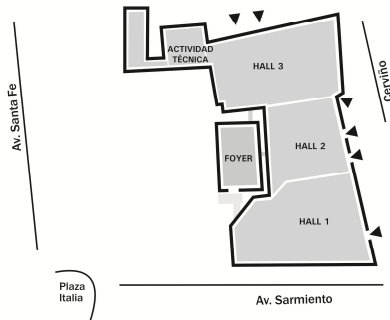 ACTIVIDAD
TÉCNICA
HALL 3
cerviño
Av. Santa Fe
HALL 2
FOYER
HALL 1
Plaza
Italia
Av. Sarmiento